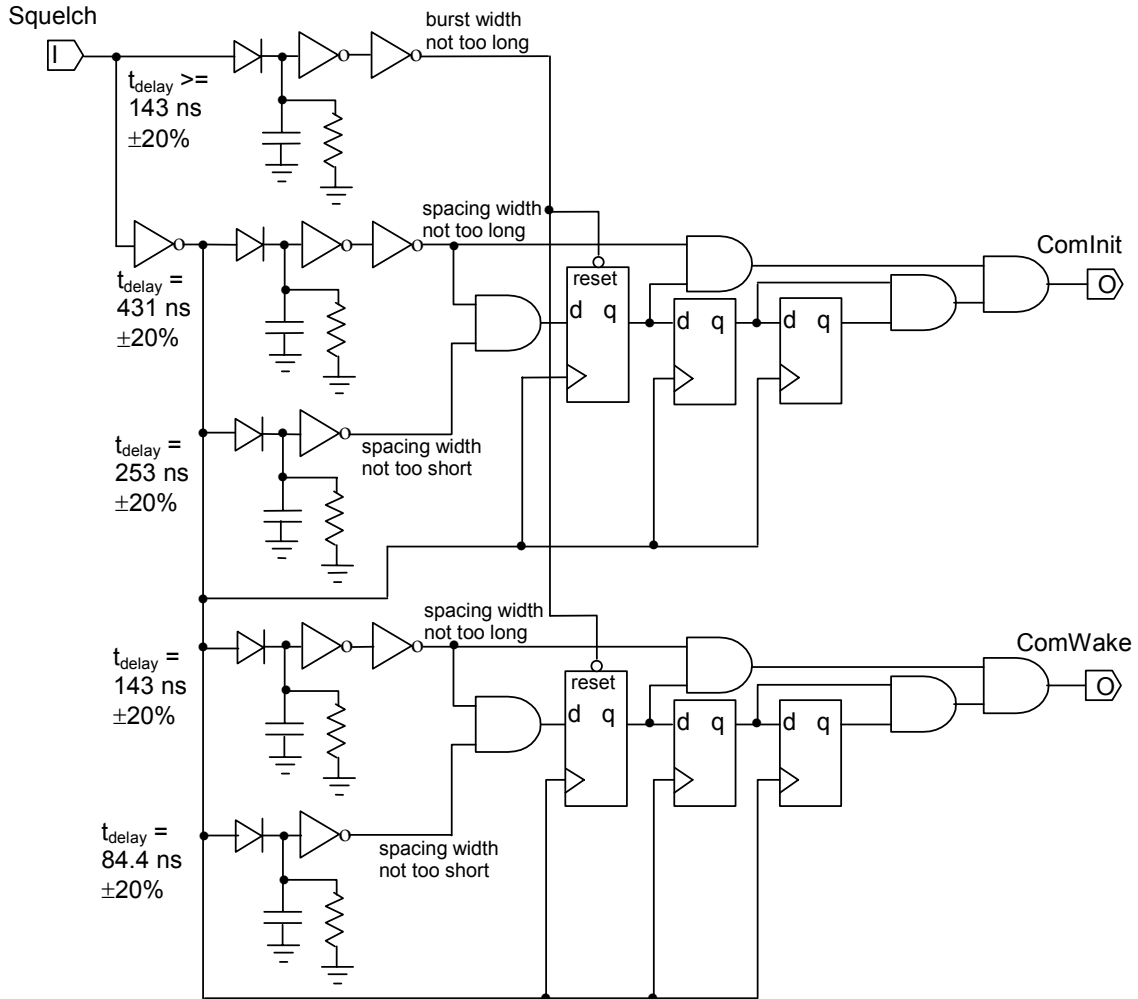 Squelch
I
burst width
not too long
t_delay >=
143 ns
±20%
spacing width
not too long
ComInit
reset
d q
d q
d q
O
t_delay =
431 ns
±20%
t_delay =
253 ns
±20%
spacing width
not too short
spacing width
not too long
ComWake
reset
d q
d q
d q
O
t_delay =
143 ns
±20%
t_delay =
84.4 ns
±20%
spacing width
not too short